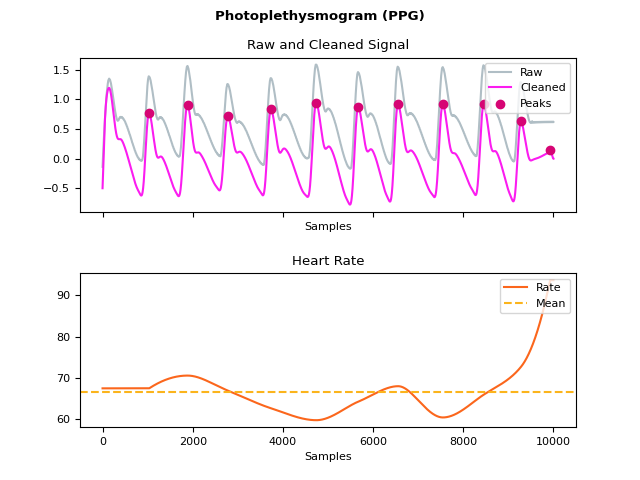 Photoplethysmogram (PPG)
Raw and Cleaned Signal
1.5
1.0
0.5
0.0
−0.5
Raw
Cleaned
Peaks
Samples
Heart Rate
90
80
70
60
Rate
Mean
0 2000 4000 6000 8000 10000
Samples